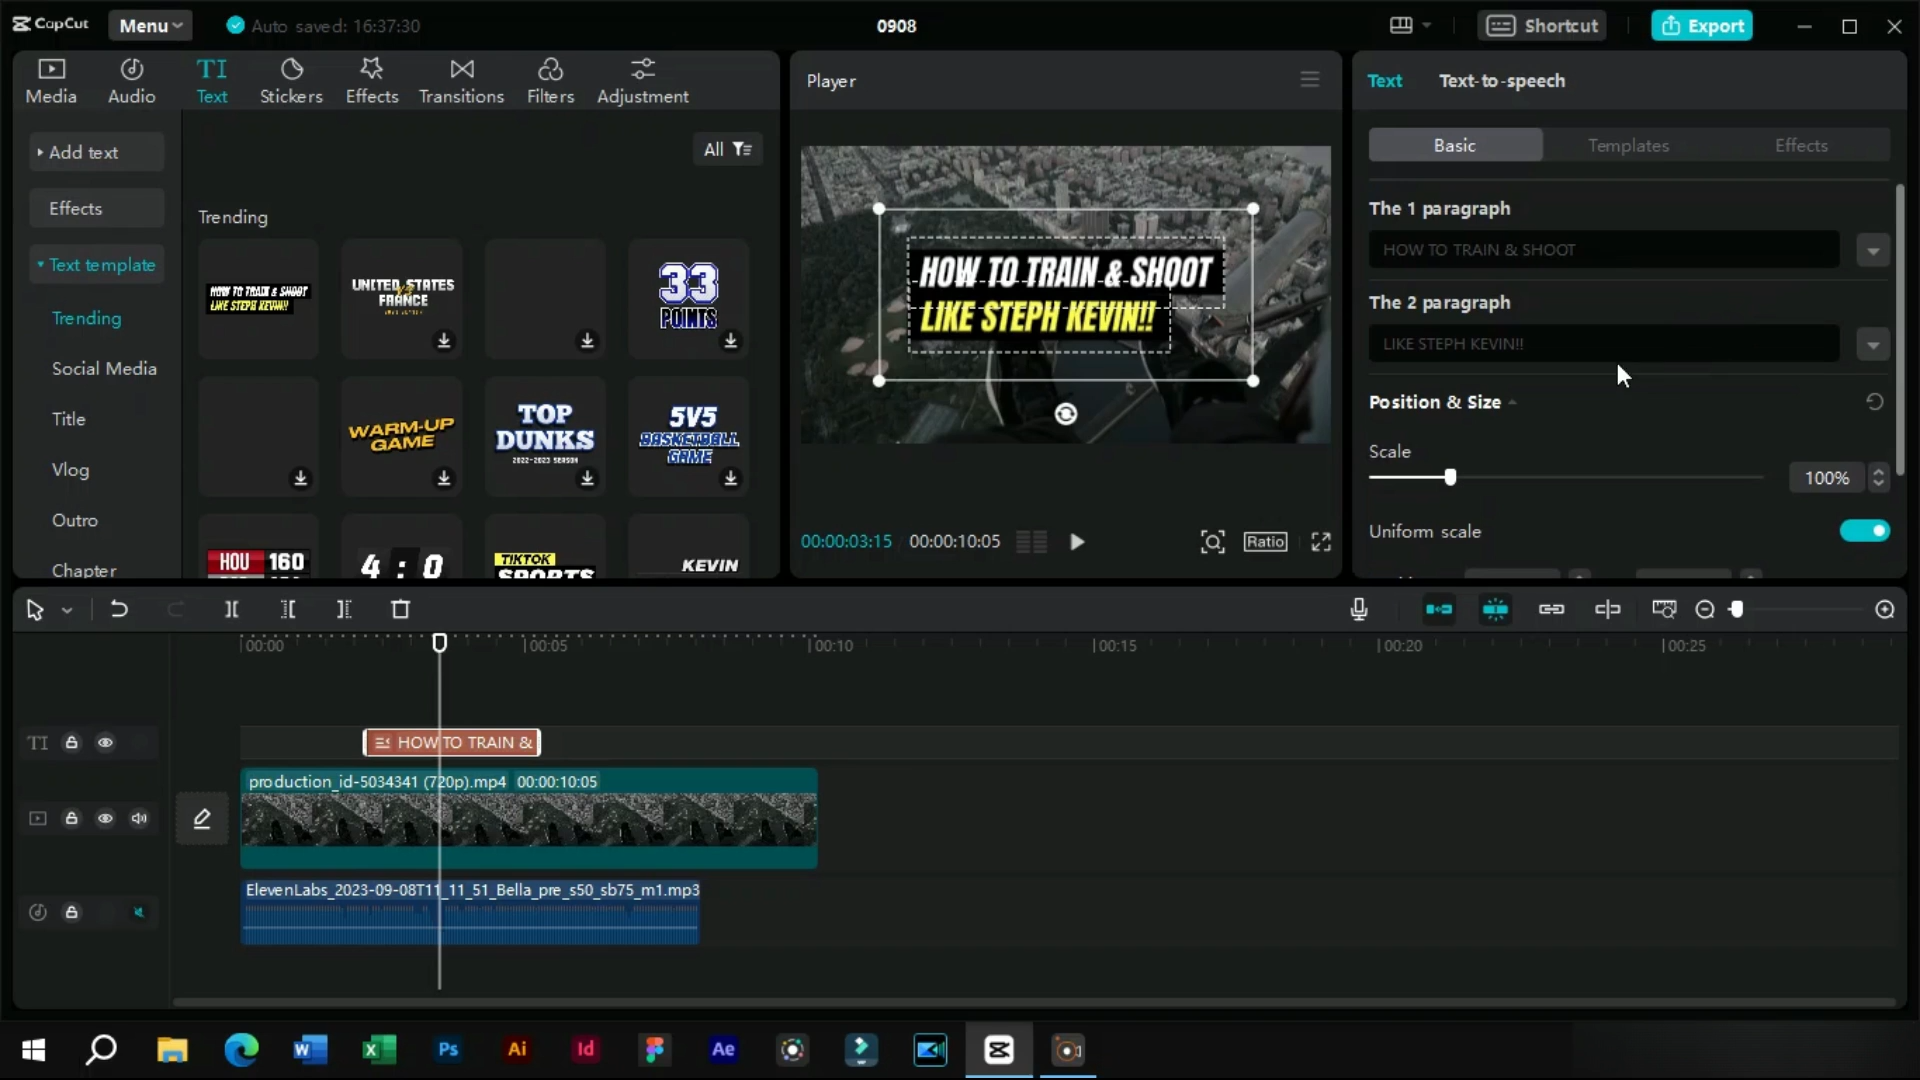 CapCut
Menu
Auto saved: 16:37:30
0908
Shortcut
Export
Media
Audio
TI
Text
Stickers
Effects
Transitions
Filters
Adjustment
Player
Text
Text-to-speech
Add text
Effects
Text template
Trending
Social Media
Title
Vlog
Outro
Chapter
All
Trending
HOW TO TRAIN & SHOOT
LIKE STEPH KEVIN!!
UNITED STATES
FRANCE
33
POINTS
WARM-UP
GAME
TOP
DUNKS
2022-2023 SEASON
5V5
BASKETBALL
GAME
HOU 160
4 : 0
TIKTOK
SPORTS
KEVIN
HOW TO TRAIN & SHOOT
LIKE STEPH KEVIN!!
00:00:03:15
00:00:10:05
Ratio
Basic
Templates
Effects
The 1 paragraph
HOW TO TRAIN & SHOOT
The 2 paragraph
LIKE STEPH KEVIN!!
Position & Size
Scale
100%
Uniform scale
00:00
00:05
00:10
00:15
00:20
00:25
TI
HOW TO TRAIN &
production_id-5034341 (720p).mp4 00:00:10:05
ElevenLabs_2023-09-08T11_11_51_Bella_pre_s50_sb75_m1.mp3
W
X
Ps
Ai
Id
Ae